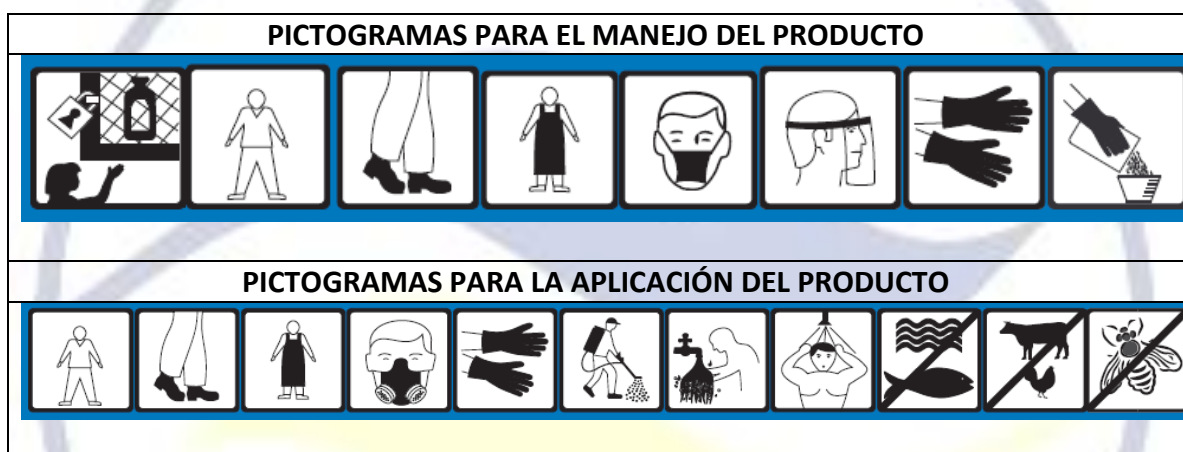 PICTOGRAMAS PARA EL MANEJO DEL PRODUCTO
PICTOGRAMAS PARA LA APLICACIÓN DEL PRODUCTO